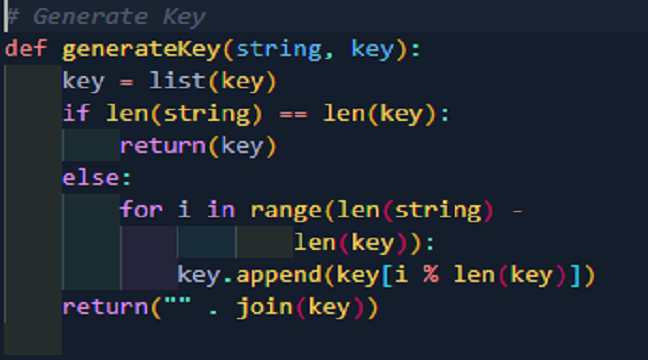 # Generate Key
def generateKey(string, key):
    key = list(key)
    if len(string) == len(key):
        return(key)
    else:
        for i in range(len(string) -
                    len(key)):
            key.append(key[i % len(key)])
    return("" . join(key))